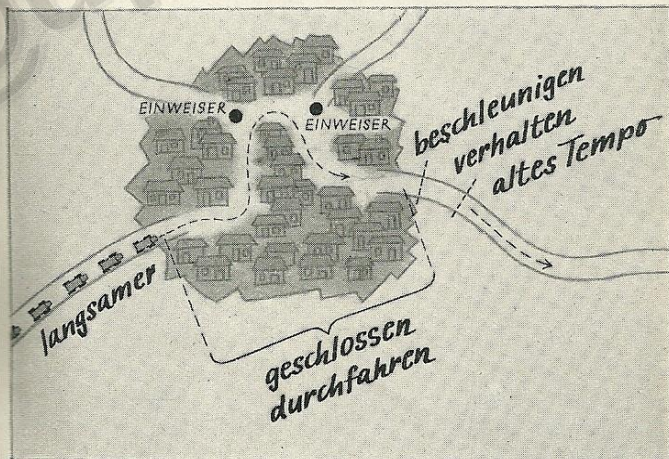 EINWEISER
EINWEISER
beschleunigen
verhalten
altes Tempo
langsamer
geschlossen
durchfahren